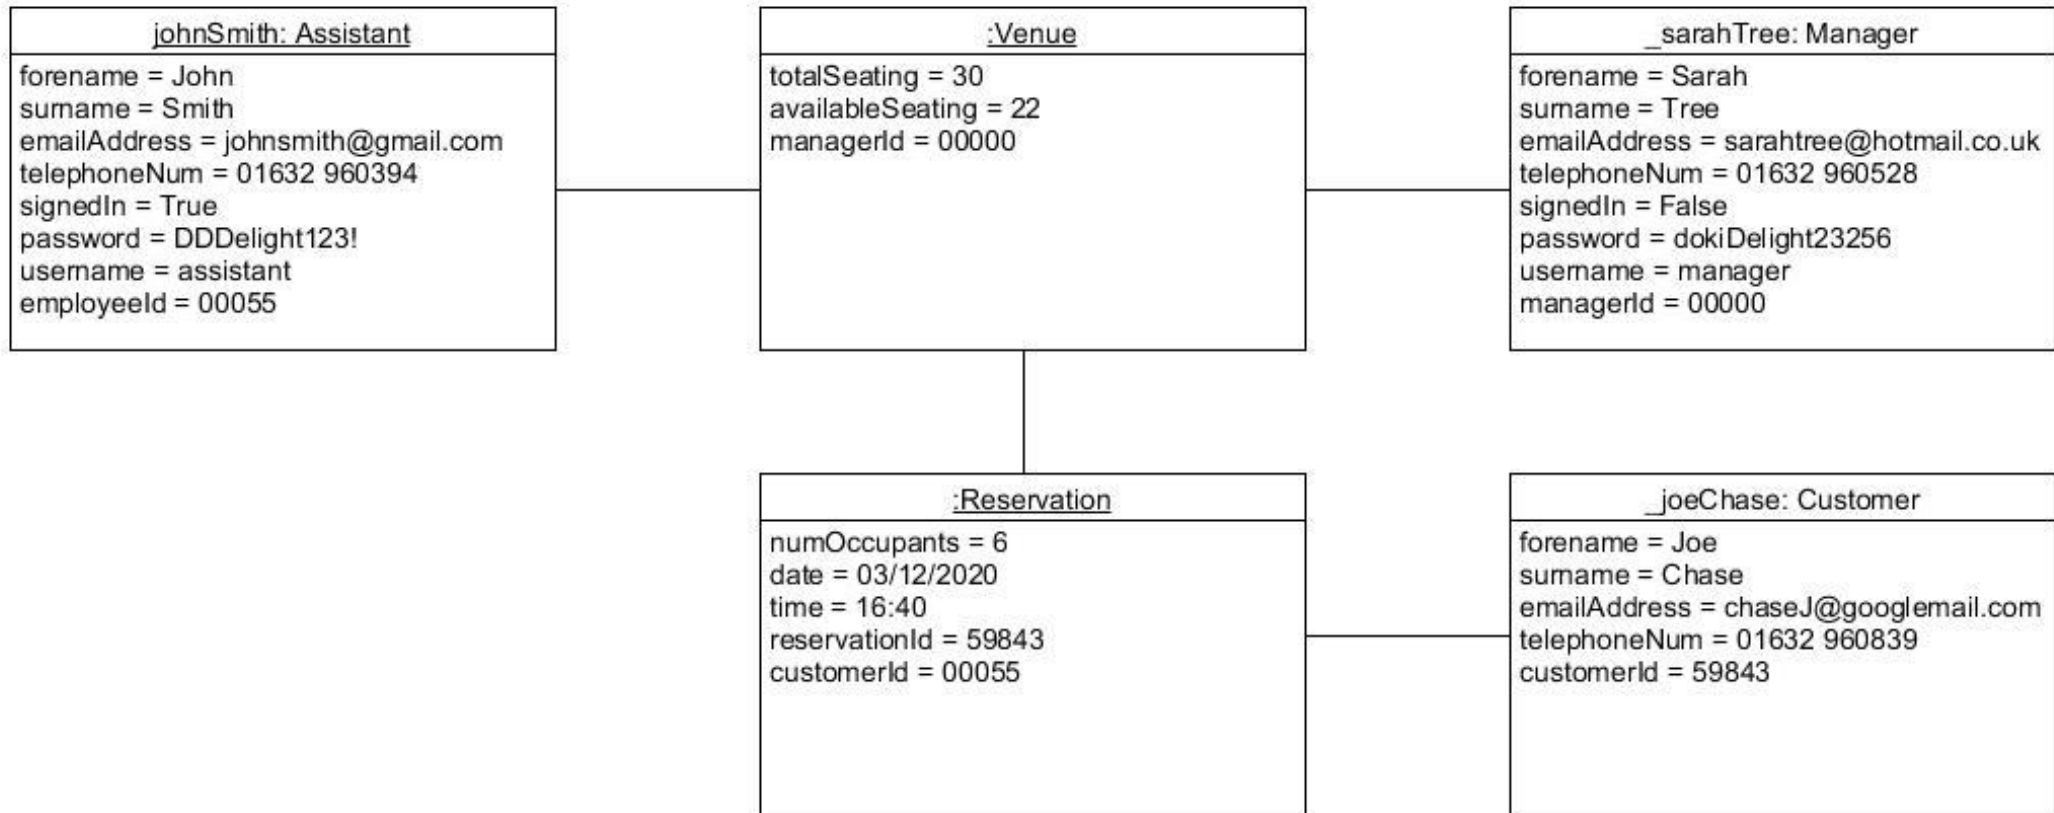 johnSmith: Assistant
forename = John
surname = Smith
emailAddress = johnsmith@gmail.com
telephoneNum = 01632 960394
signedIn = True
password = DDDelight123!
username = assistant
employeeId = 00055
:Venue
totalSeating = 30
availableSeating = 22
managerId = 00000
_sarahTree: Manager
forename = Sarah
surname = Tree
emailAddress = sarahtree@hotmail.co.uk
telephoneNum = 01632 960528
signedIn = False
password = dokiDelight23256
username = manager
managerId = 00000
:Reservation
numOccupants = 6
date = 03/12/2020
time = 16:40
reservationId = 59843
customerId = 00055
_joeChase: Customer
forename = Joe
surname = Chase
emailAddress = chaseJ@googlemail.com
telephoneNum = 01632 960839
customerId = 59843